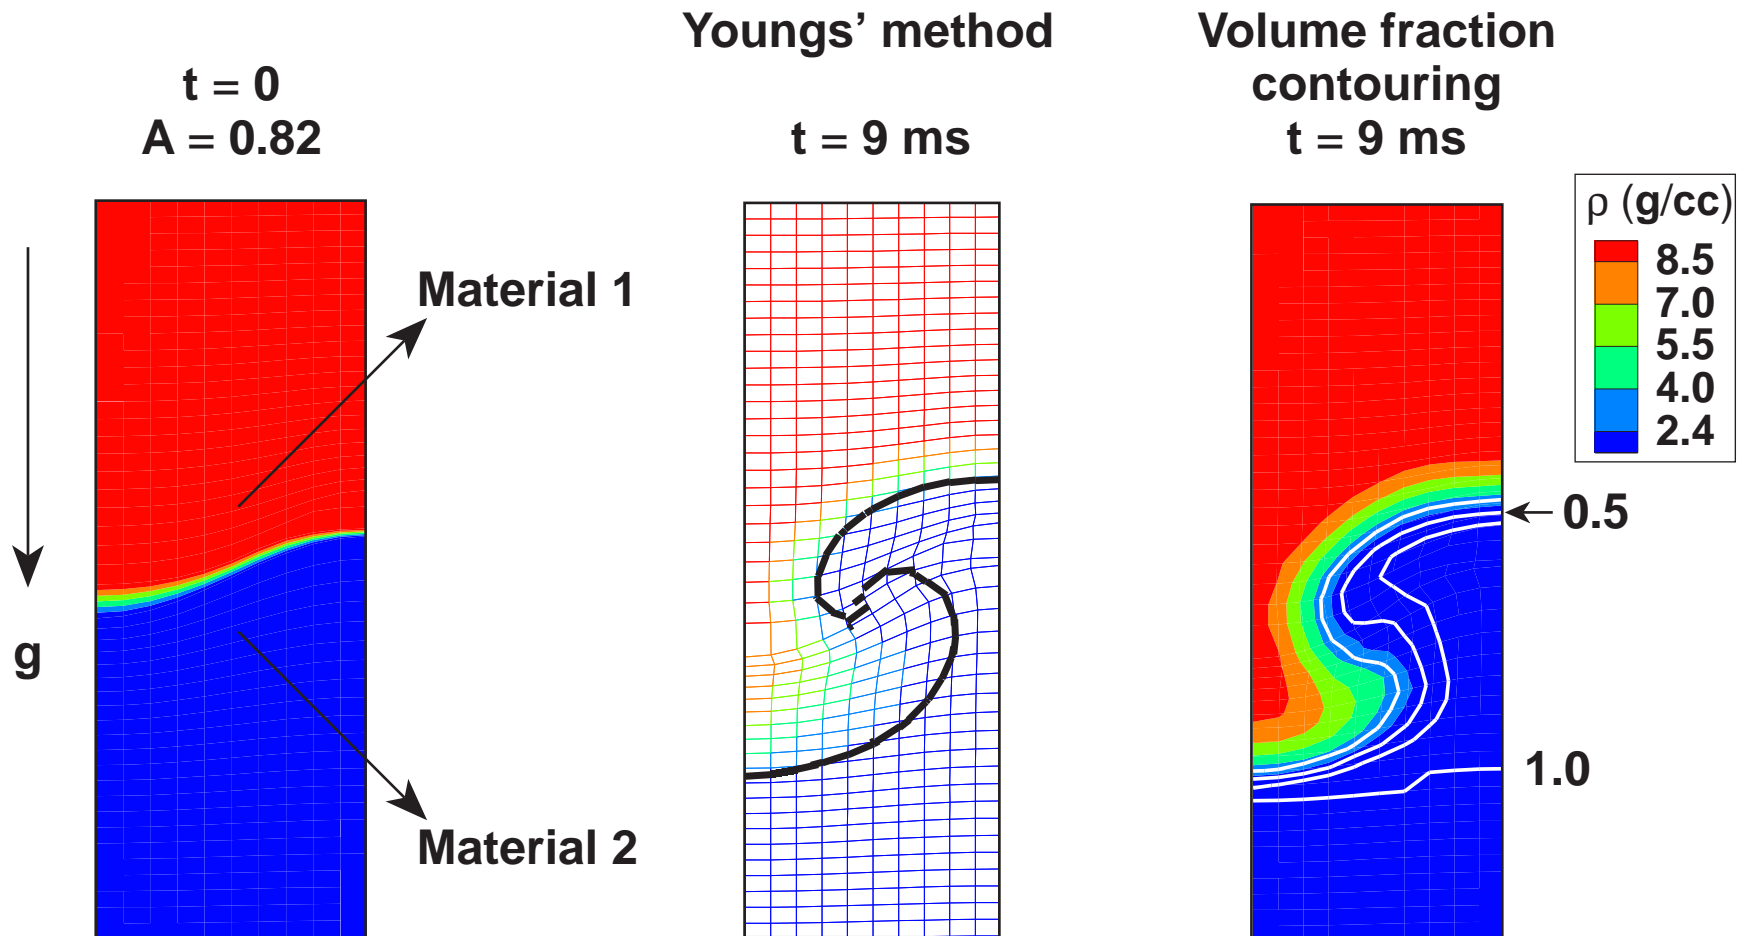 t = 0
A = 0.82
Youngs’ method
t = 9 ms
Volume fraction
contouring
t = 9 ms
g
Material 1
Material 2
ρ (g/cc)
8.5
7.0
5.5
4.0
2.4
0.5
1.0